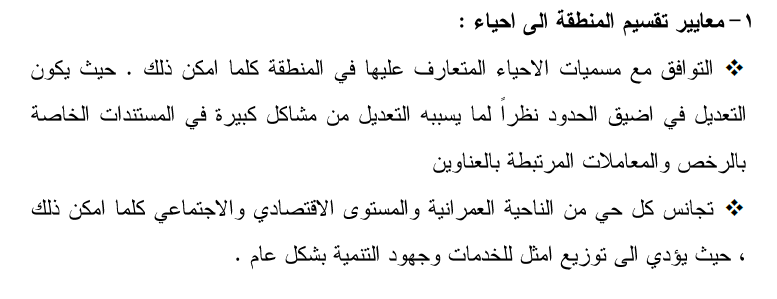 ١- معايير تقسيم المنطقة الى احياء :
❖ التوافق مع مسميات الاحياء المتعارف عليها في المنطقة كلما امكن ذلك . حيث يكون
التعديل في اضيق الحدود نظراً لما يسببه التعديل من مشاكل كبيرة في المستندات الخاصة
بالرخص والمعاملات المرتبطة بالعناوين
❖ تجانس كل حي من الناحية العمرانية والمستوى الاقتصادي والاجتماعي كلما امكن ذلك
، حيث يؤدي الى توزيع امثل للخدمات وجهود التنمية بشكل عام .